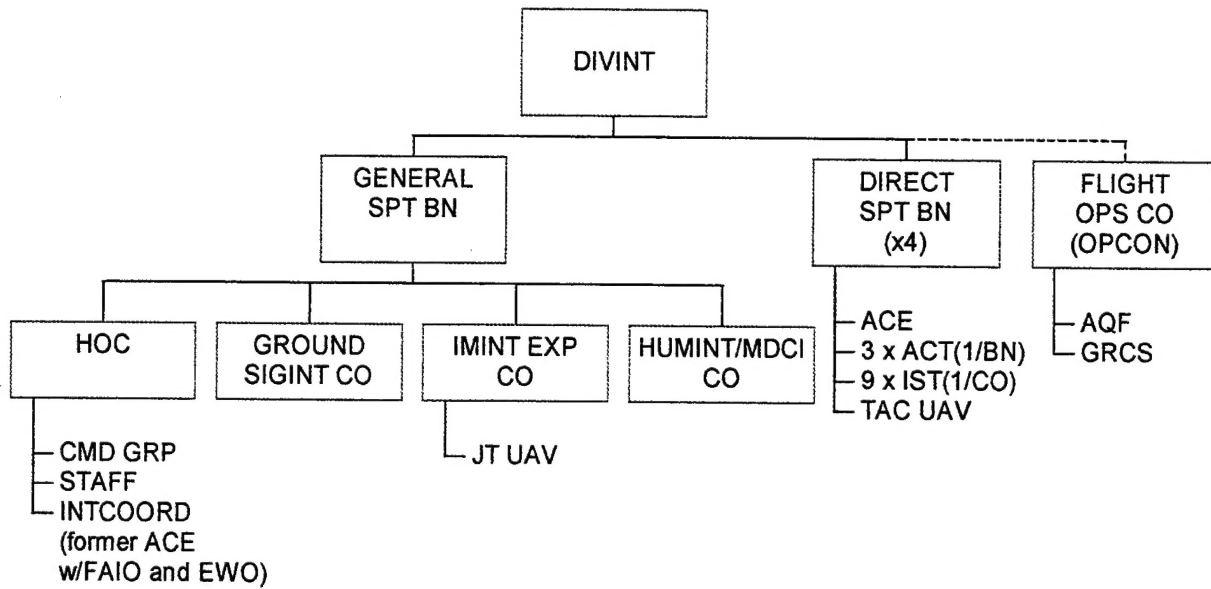 DIVINT
GENERAL
SPT BN
DIRECT
SPT BN
(x4)
FLIGHT
OPS CO
(OPCON)
HOC
GROUND
SIGINT CO
IMINT EXP
CO
HUMINT/MDCI
CO
ACE
3 x ACT(1/BN)
9 x IST(1/CO)
TAC UAV
AQF
GRCS
CMD GRP
STAFF
INTCOORD
(former ACE
w/FAIO and EWO)
JT UAV